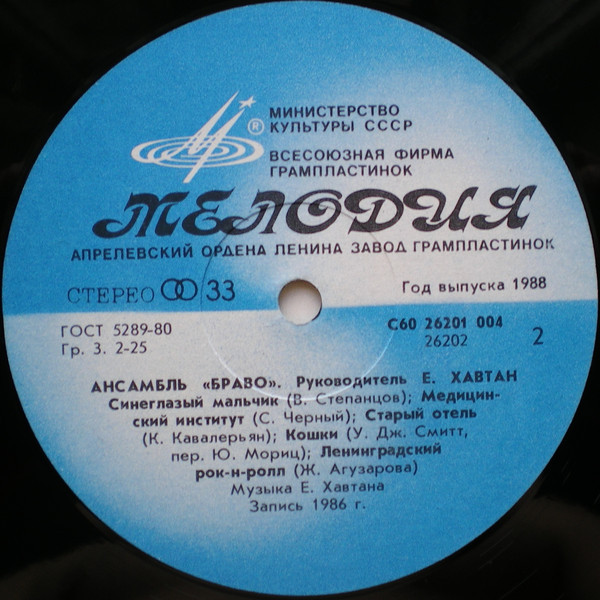 ®
МИНИСТЕРСТВО
КУЛЬТУРЫ СССР
ВСЕСОЮЗНАЯ ФИРМА
ГРАМПЛАСТИНОК
МЕЛОДИЯ
АПРЕЛЕВСКИЙ ОРДЕНА ЛЕНИНА ЗАВОД ГРАМПЛАСТИНОК
СТЕРЕО 33
Год выпуска 1988
ГОСТ 5289-80
Гр. 3. 2-25
С60 26201 004
26202
2
АНСАМБЛЬ «БРАВО». Руководитель Е. ХАВТАН
Синеглазый мальчик (В. Степанцов); Медицин-
ский институт (С. Черный); Старый отель
(К. Кавалерьян); Кошки (У. Дж. Смитт,
пер. Ю. Мориц); Ленинградский
рок-н-ролл (Ж. Агузарова)
Музыка Е. Хавтана
Запись 1986 г.